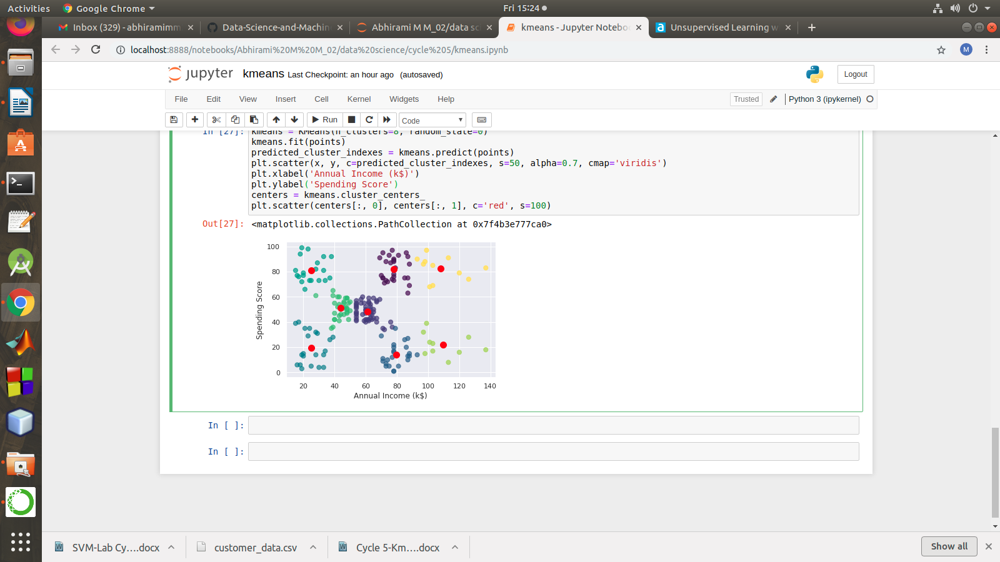 Activities Google Chrome Fri 15:24
Inbox (329) - abhiramimm Data-Science-and-Machin Abhirami M M_02/data sc kmeans - Jupyter Notebo Unsupervised Learning w
localhost:8888/notebooks/Abhirami%20M%20M_02/data%20science/cycle%205/kmeans.ipynb M
jupyter kmeans Last Checkpoint: an hour ago (autosaved) Logout
File Edit View Insert Cell Kernel Widgets Help Trusted Python 3 (ipykernel)
Run Code
In [27]: kmeans = KMeans(n_clusters=8, random_state=0)
kmeans.fit(points)
predicted_cluster_indexes = kmeans.predict(points)
plt.scatter(x, y, c=predicted_cluster_indexes, s=50, alpha=0.7, cmap='viridis')
plt.xlabel('Annual Income (k$)')
plt.ylabel('Spending Score')
centers = kmeans.cluster_centers_
plt.scatter(centers[:, 0], centers[:, 1], c='red', s=100)
Out[27]: <matplotlib.collections.PathCollection at 0x7f4b3e777ca0>
100
80
60
40
20
0
Spending Score
20 40 60 80 100 120 140
Annual Income (k$)
In [ ]:
In [ ]:
SVM-Lab Cy....docx customer_data.csv Cycle 5-Km....docx Show all